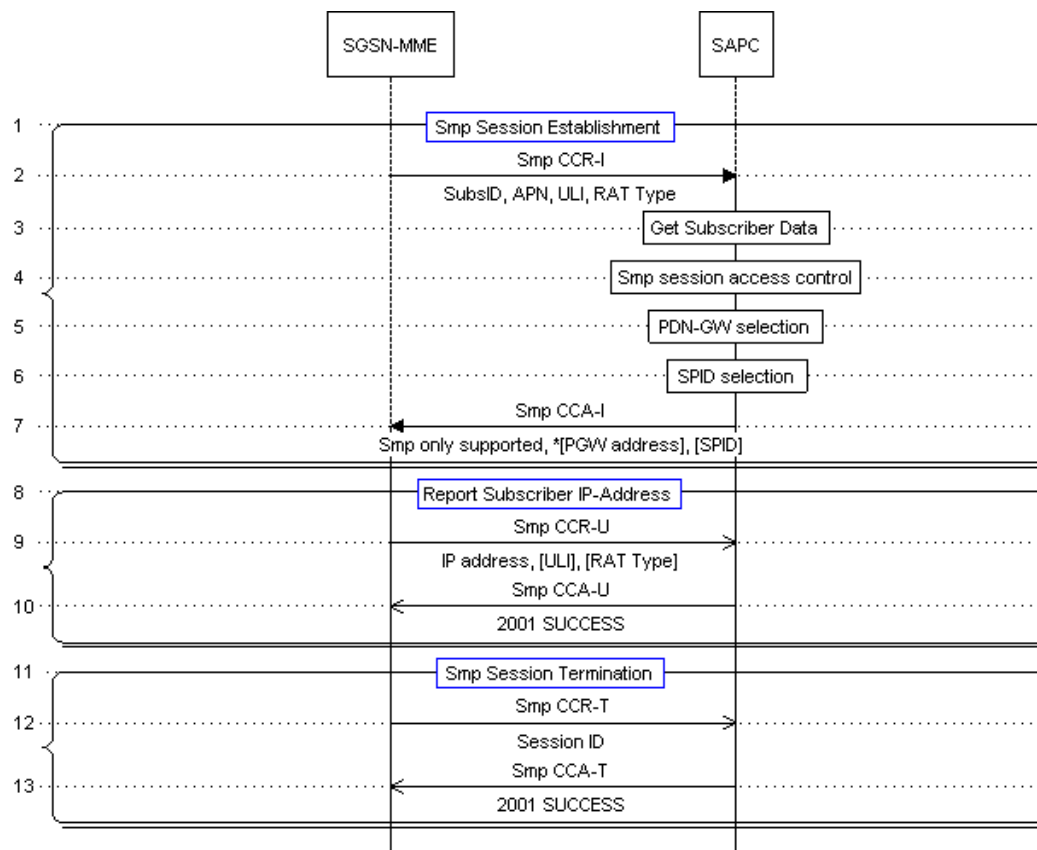 SGSN-MME
SAPC
1
Smp Session Establishment
Smp CCR-I
2
SubsID, APN, ULI, RAT Type
3
Get Subscriber Data
4
Smp session access control
5
PDN-GW selection
6
SPID selection
Smp CCA-I
7
Smp only supported, *[PGW address], [SPID]
8
Report Subscriber IP-Address
Smp CCR-U
9
IP address, [ULI], [RAT Type]
Smp CCA-U
10
2001 SUCCESS
11
Smp Session Termination
Smp CCR-T
12
Session ID
Smp CCA-T
13
2001 SUCCESS